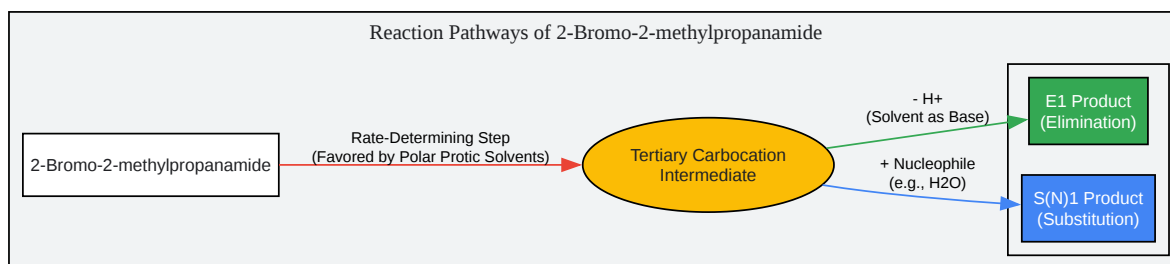 Reaction Pathways of 2-Bromo-2-methylpropanamide
2-Bromo-2-methylpropanamide
Rate-Determining Step
(Favored by Polar Protic Solvents)
Tertiary Carbocation
Intermediate
- H+
(Solvent as Base)
+ Nucleophile
(e.g., H2O)
E1 Product
(Elimination)
S(N)1 Product
(Substitution)